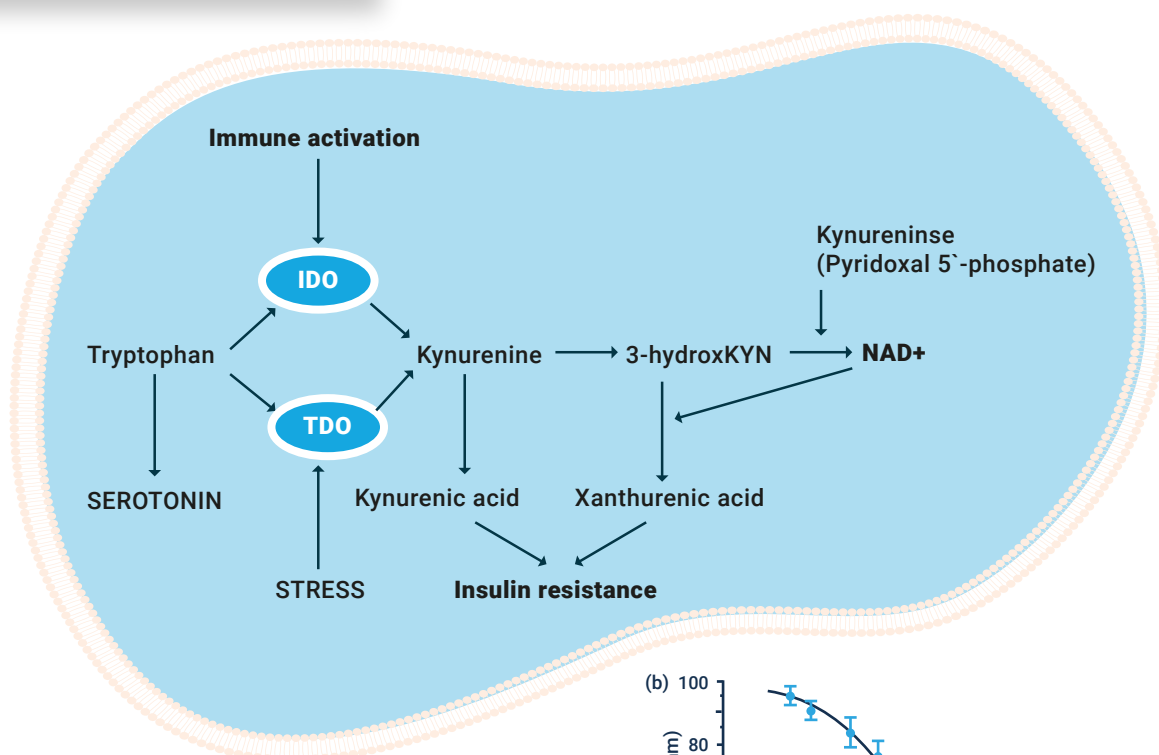 Immune activation
Kynureninse
(Pyridoxal 5`-phosphate)
IDO
Tryptophan
Kynurenine
3-hydroxKYN
NAD+
TDO
SEROTONIN
Kynurenic acid
Xanthurenic acid
STRESS
Insulin resistance
(b) 100
80